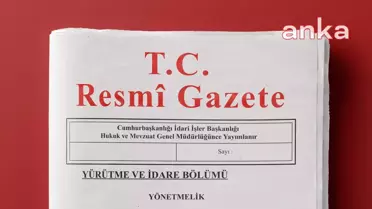 anka
T.C.
Resmî Gazete
Cumhurbaşkanlığı İdari İşler Başkanlığı
Hukuk ve Mevzuat Genel Müdürlüğünce Yayımlanır
Sayı :
YÜRÜTME VE İDARE BÖLÜMÜ
YÖNETMELİK